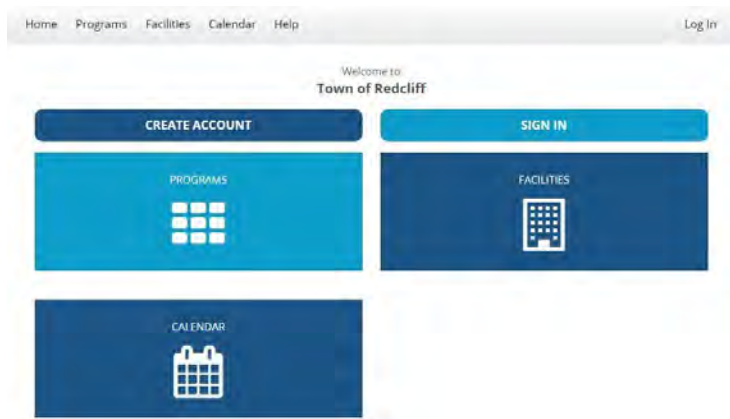 Home Programs Facilities Calendar Help Log In
Welcome to
Town of Redcliff
CREATE ACCOUNT SIGN IN
PROGRAMS FACILITIES
CALENDAR